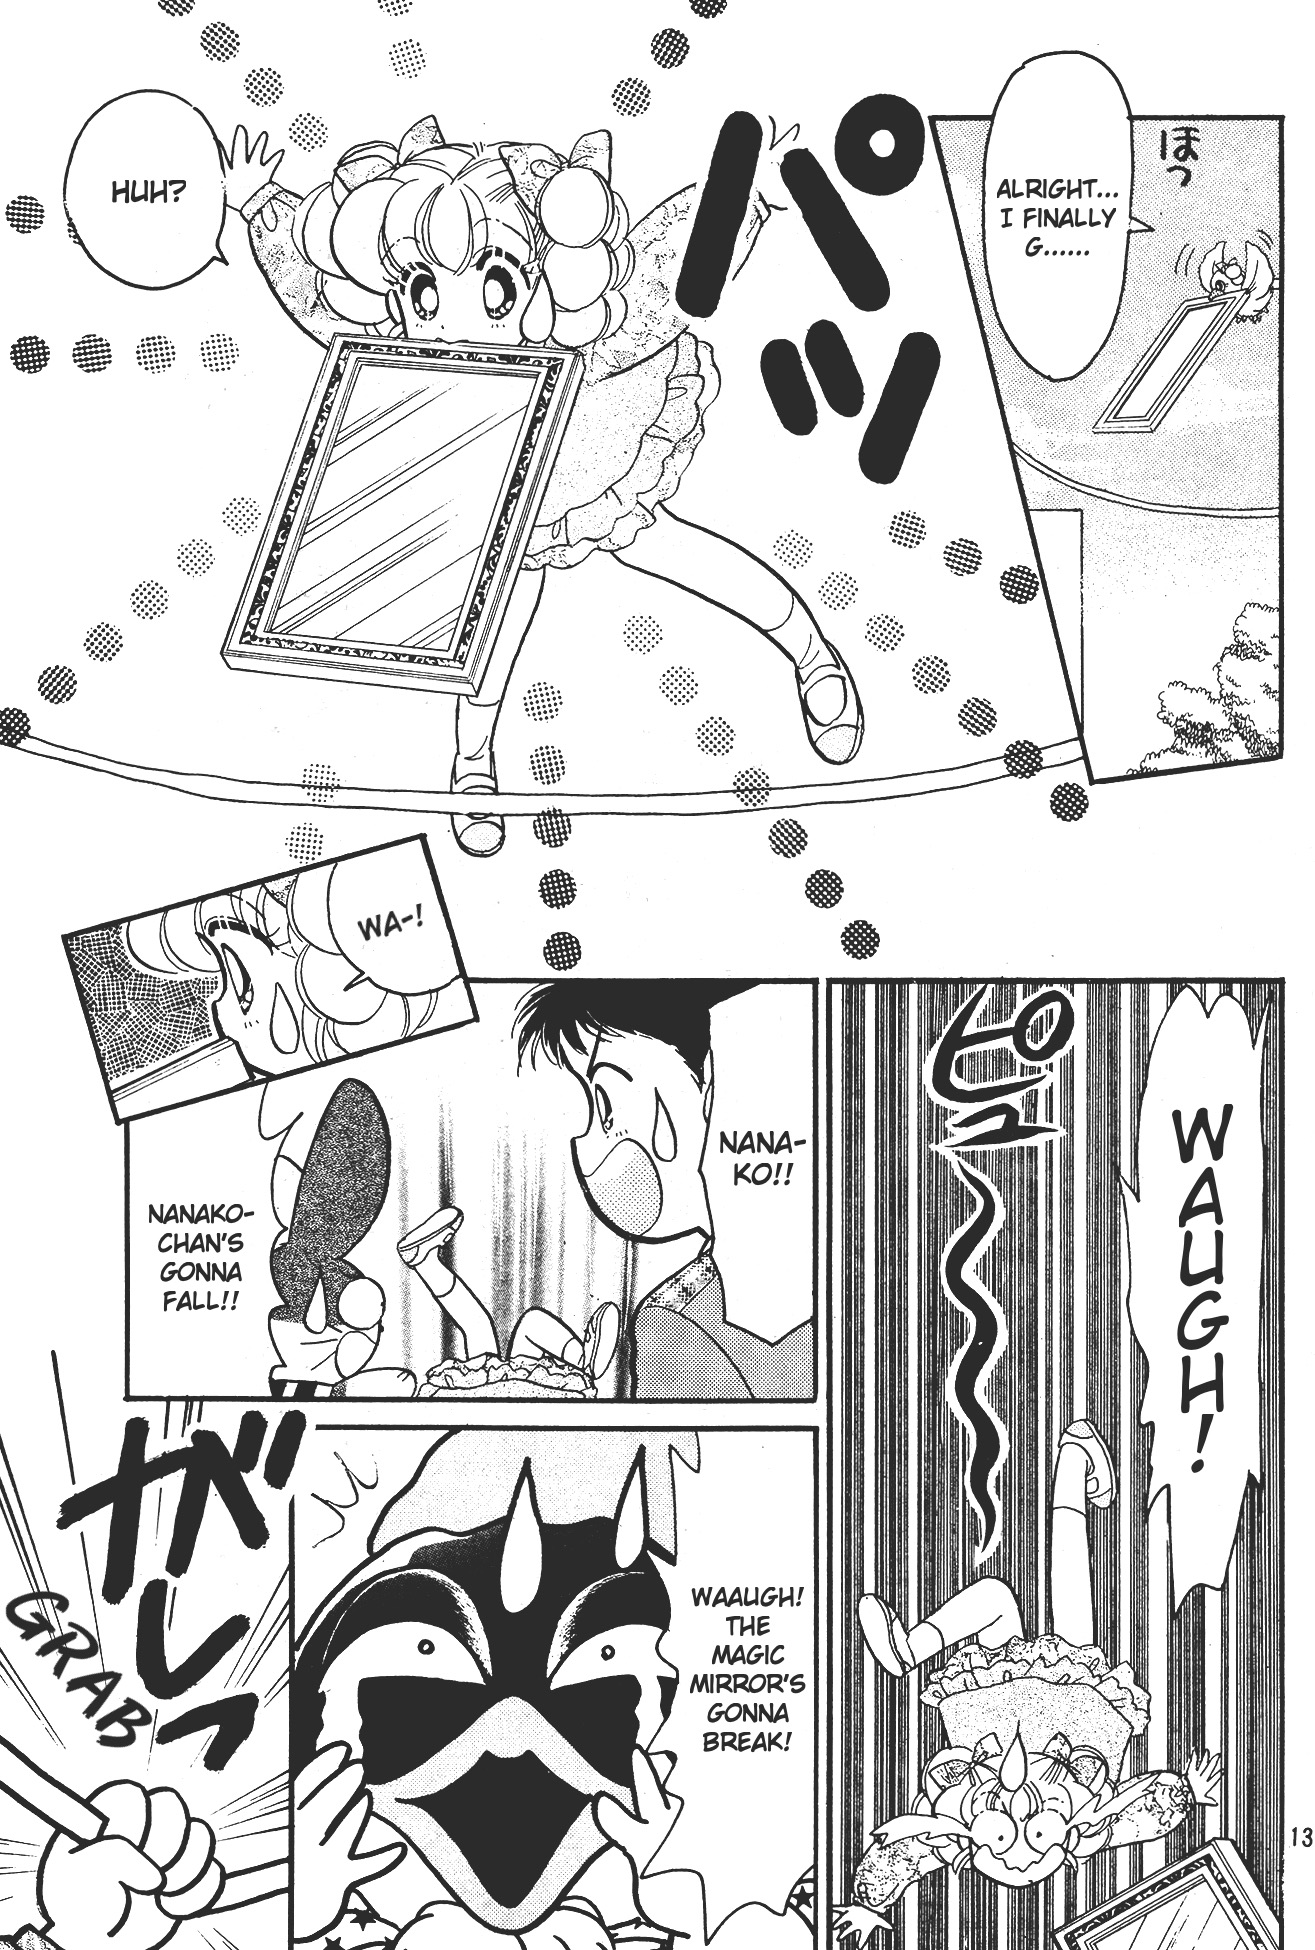 ほっ
ALRIGHT...
I FINALLY
G......
パッ
HUH?
WA-!
WAUGH!
ピュ
NANA-
KO!!
NANAKO-
CHAN'S
GONNA
FALL!!
WAAUGH!
THE
MAGIC
MIRROR'S
GONNA
BREAK!
ガシッ
GRAB
13